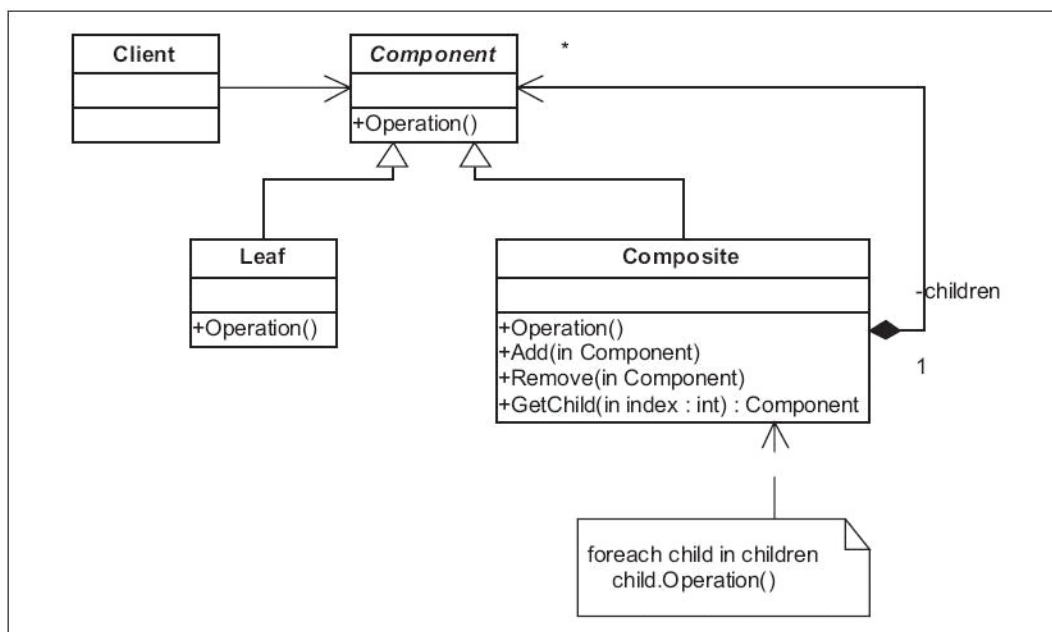 Client
Component
*
+Operation()
Leaf
+Operation()
Composite
-children
+Operation()
+Add(in Component)
+Remove(in Component)
+GetChild(in index : int) : Component
1
foreach child in children
child.Operation()